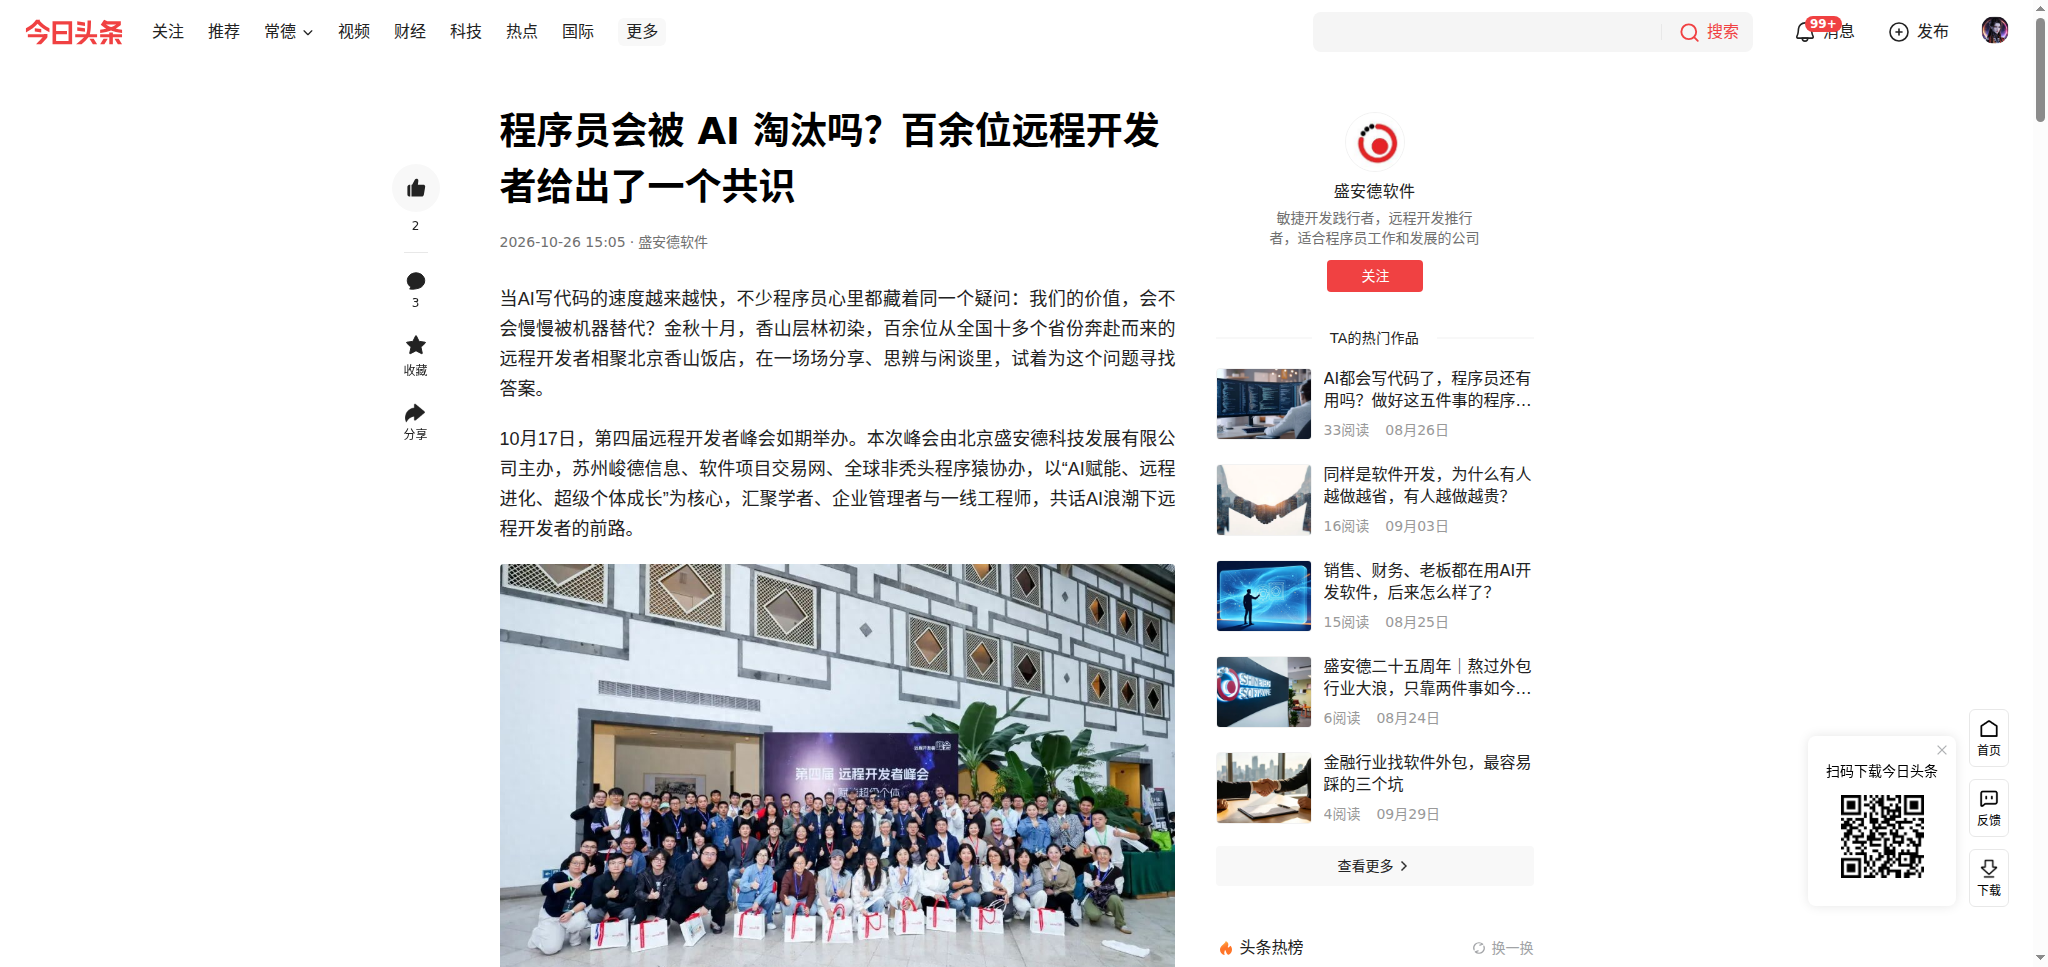 今日头条
关注
推荐
常德
视频
财经
科技
热点
国际
更多
搜索
99+
消息
发布
程序员会被 AI 淘汰吗？百余位远程开发
者给出了一个共识
2026-10-26 15:05 · 盛安德软件
2
3
收藏
分享
当AI写代码的速度越来越快，不少程序员心里都藏着同一个疑问：我们的价值，会不
会慢慢被机器替代？金秋十月，香山层林初染，百余位从全国十多个省份奔赴而来的
远程开发者相聚北京香山饭店，在一场场分享、思辨与闲谈里，试着为这个问题寻找
答案。
10月17日，第四届远程开发者峰会如期举办。本次峰会由北京盛安德科技发展有限公
司主办，苏州峻德信息、软件项目交易网、全球非秃头程序猿协办，以“AI赋能、远程
进化、超级个体成长”为核心，汇聚学者、企业管理者与一线工程师，共话AI浪潮下远
程开发者的前路。
第四届 远程开发者峰会
盛安德软件
敏捷开发践行者，远程开发推行
者，适合程序员工作和发展的公司
关注
TA的热门作品
AI都会写代码了，程序员还有
用吗？做好这五件事的程序…
33阅读 08月26日
同样是软件开发，为什么有人
越做越省，有人越做越贵？
16阅读 09月03日
销售、财务、老板都在用AI开
发软件，后来怎么样了？
15阅读 08月25日
SHINETECH
SOFTWARE
盛安德二十五周年｜熬过外包
行业大浪，只靠两件事如今…
6阅读 08月24日
金融行业找软件外包，最容易
踩的三个坑
4阅读 09月29日
查看更多
头条热榜
换一换
扫码下载今日头条
首页
反馈
下载